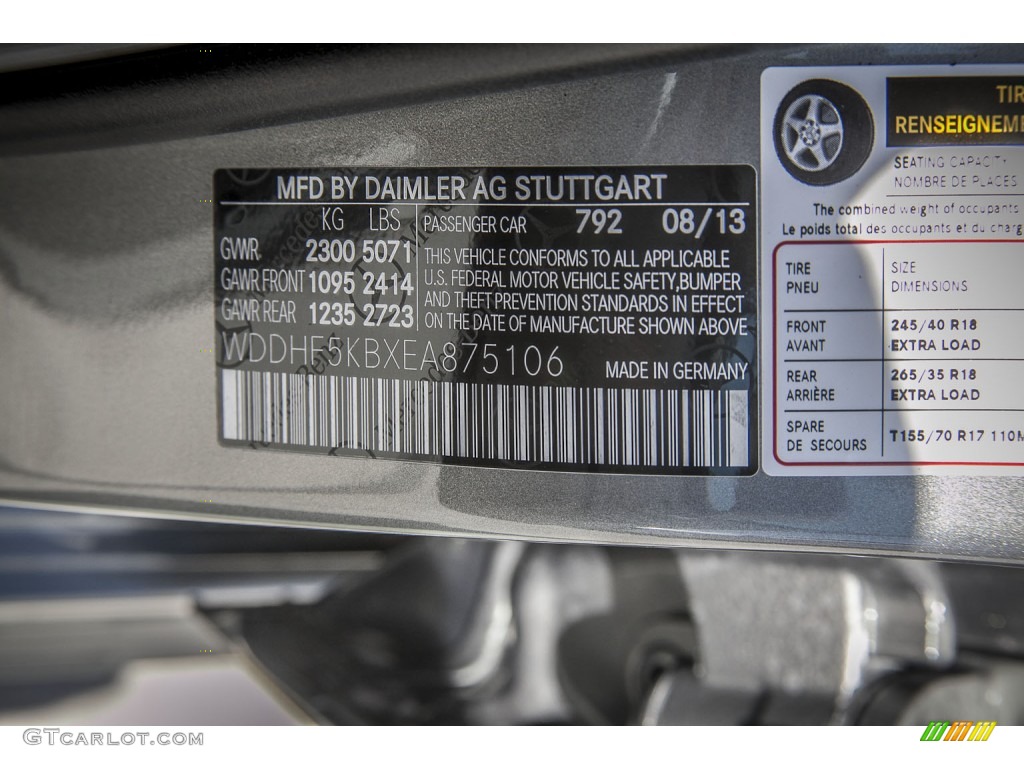 MFD BY DAIMLER AG STUTTGART
KG LBS PASSENGER CAR 792 08/13
GVWR 2300 5071 THIS VEHICLE CONFORMS TO ALL APPLICABLE
GAWR FRONT 1095 2414 U.S. FEDERAL MOTOR VEHICLE SAFETY,BUMPER
GAWR REAR 1235 2723 AND THEFT PREVENTION STANDARDS IN EFFECT
ON THE DATE OF MANUFACTURE SHOWN ABOVE
WDDHF5KBXEA875106 MADE IN GERMANY
TIR
RENSEIGNEM
SEATING CAPACITY
NOMBRE DE PLACES
The combined weight of occupants
Le poids total des occupants et du charg
TIRE SIZE
PNEU DIMENSIONS
FRONT 245/40 R18
AVANT EXTRA LOAD
REAR 265/35 R18
ARRIÈRE EXTRA LOAD
SPARE
DE SECOURS T155/70 R17 110M
GTCARLOT.COM